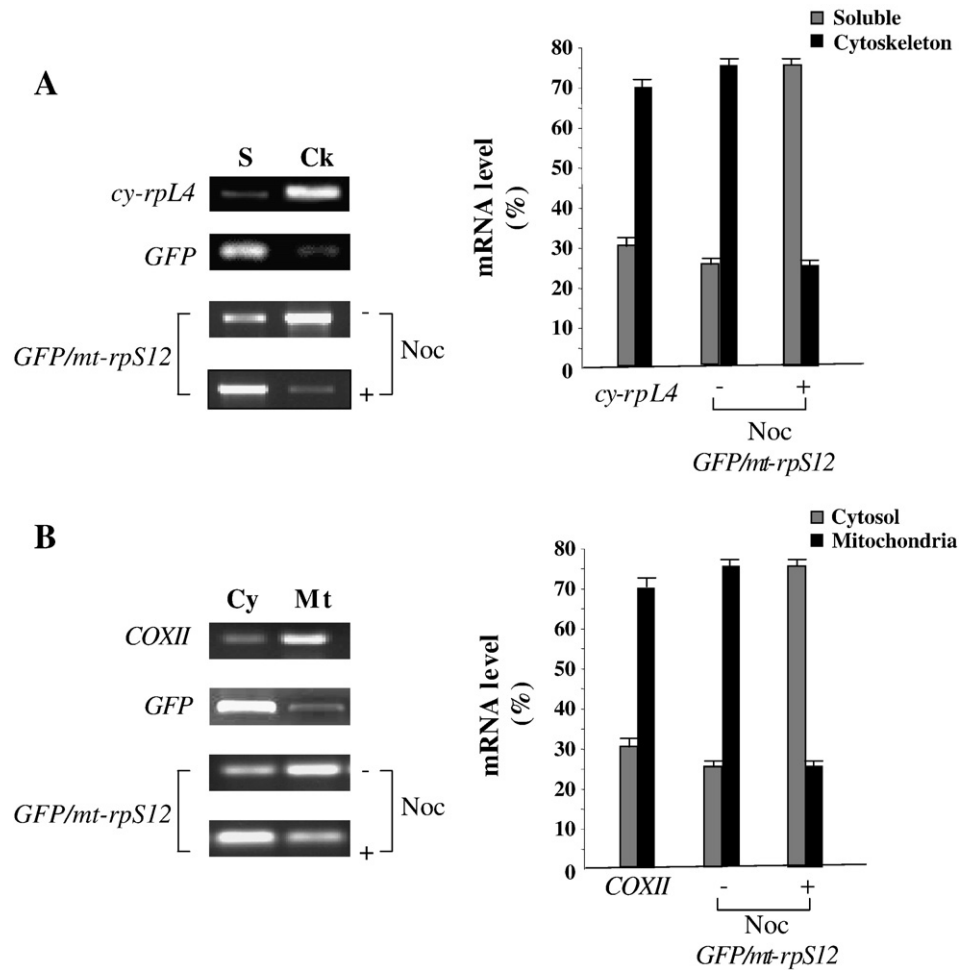 A
S Ck
cy-rpL4
GFP
GFP/mt-rpS12
-
+
Noc
Soluble
Cytoskeleton
mRNA level
(%)
80
70
60
50
40
30
20
10
0
cy-rpL4
- +
Noc
GFP/mt-rpS12
B
Cy Mt
COXII
GFP
GFP/mt-rpS12
-
+
Noc
Cytosol
Mitochondria
mRNA level
(%)
80
70
60
50
40
30
20
10
0
COXII
- +
Noc
GFP/mt-rpS12